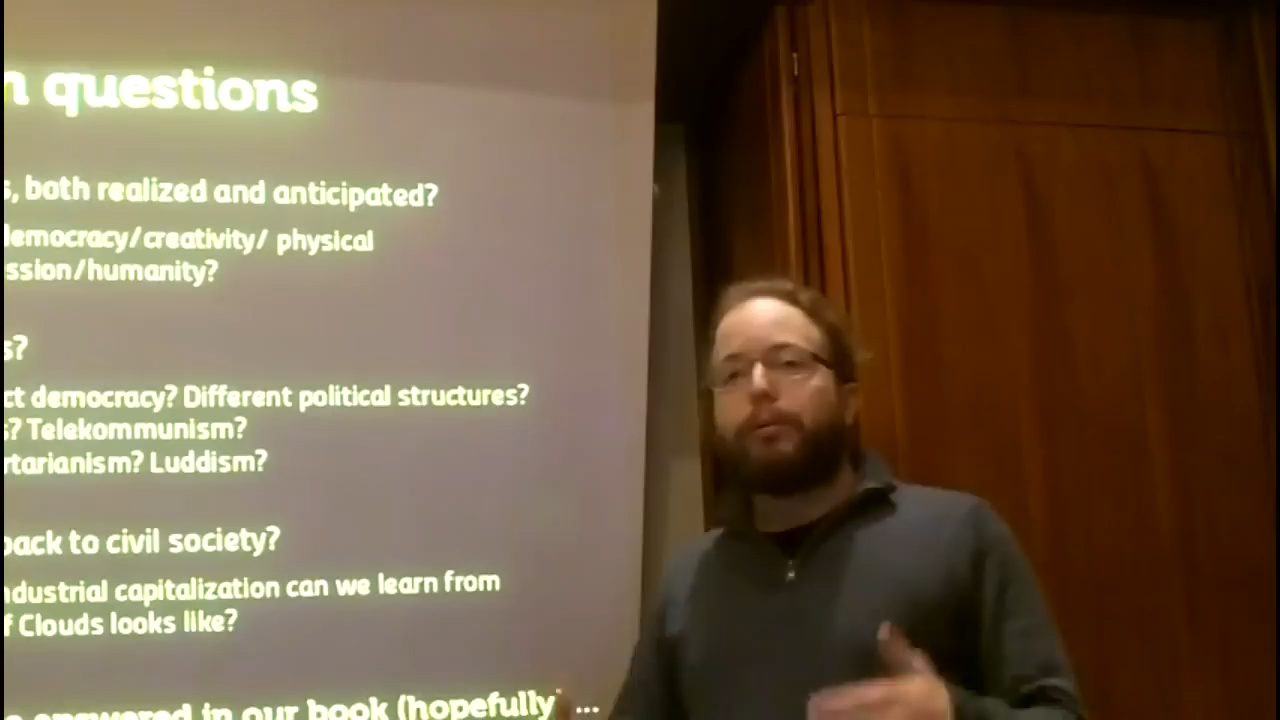 n questions
s, both realized and anticipated?
democracy/creativity/ physical
ssion/humanity?
s?
ct democracy? Different political structures?
s? Telekommunism?
rtarianism? Luddism?
back to civil society?
ndustrial capitalization can we learn from
f Clouds looks like?
answered in our book (hopefully) ...